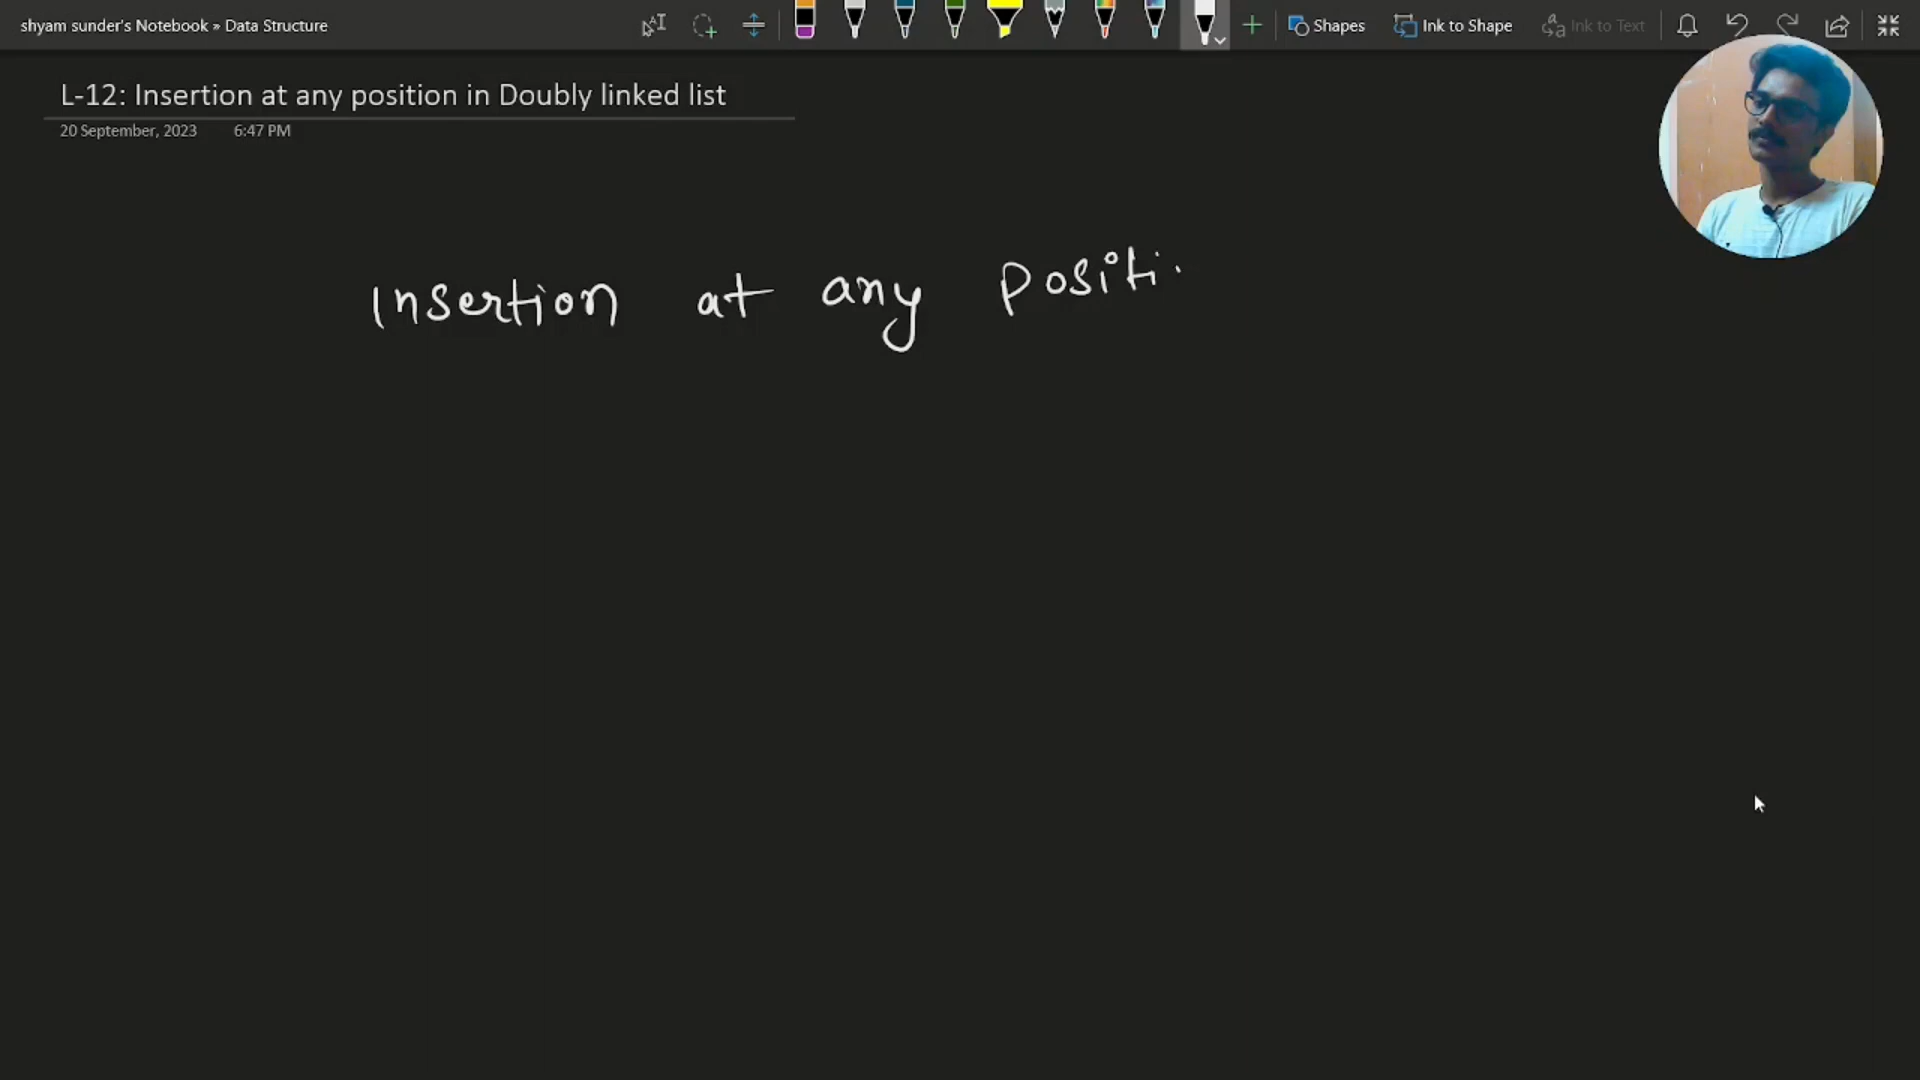 shyam sunder's Notebook » Data Structure
Shapes
Ink to Shape
Ink to Text
L-12: Insertion at any position in Doubly linked list
20 September, 2023 6:47 PM
Insertion at any positi